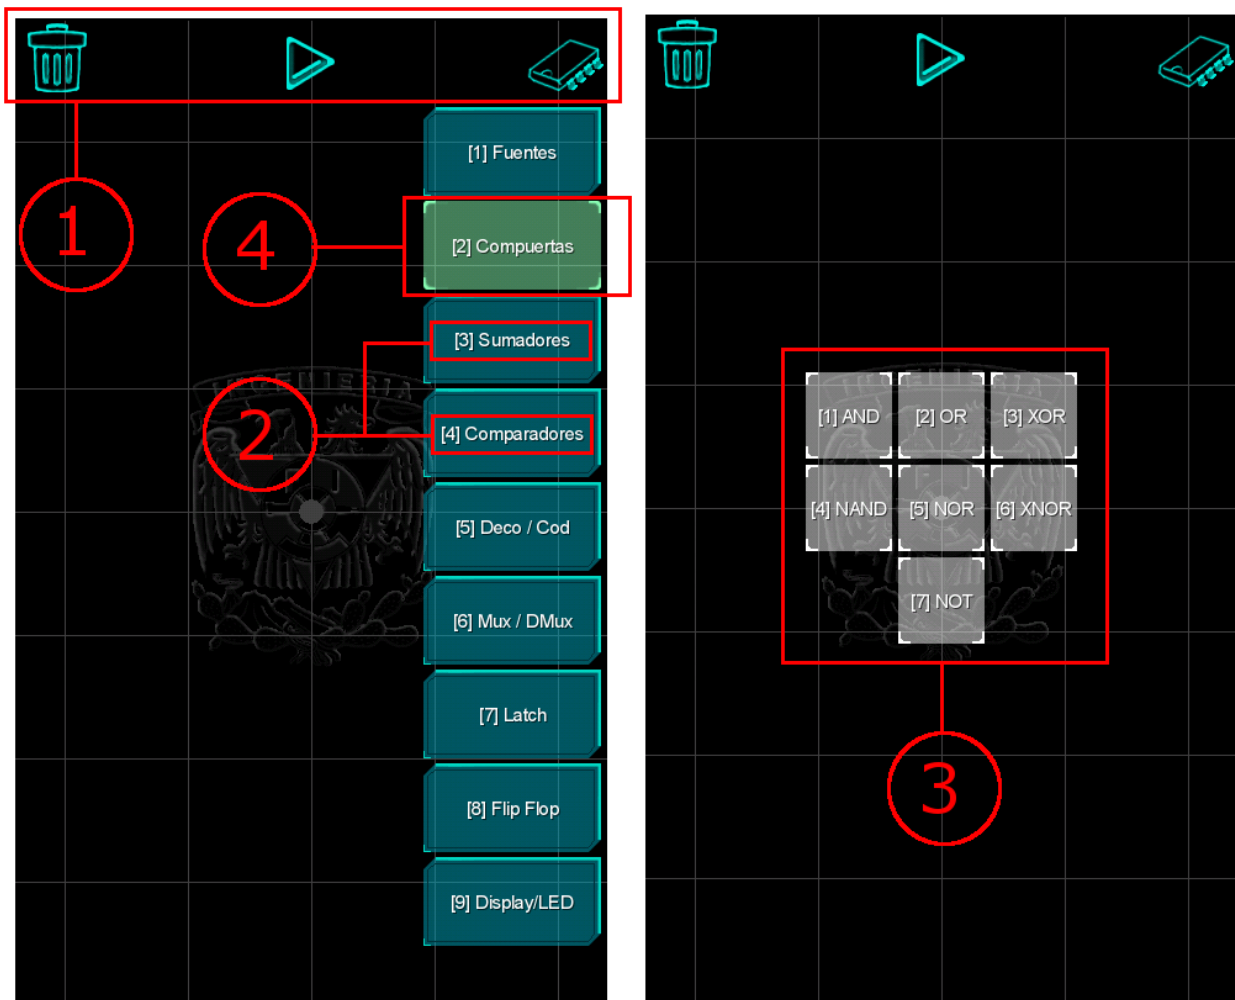 1
[1] Fuentes
4
[2] Compuertas
[3] Sumadores
2
[4] Comparadores
[5] Deco / Cod
[6] Mux / DMux
[7] Latch
[8] Flip Flop
[9] Display/LED
INGENIERIA
[1] AND [2] OR [3] XOR
[4] NAND [5] NOR [6] XNOR
[7] NOT
3